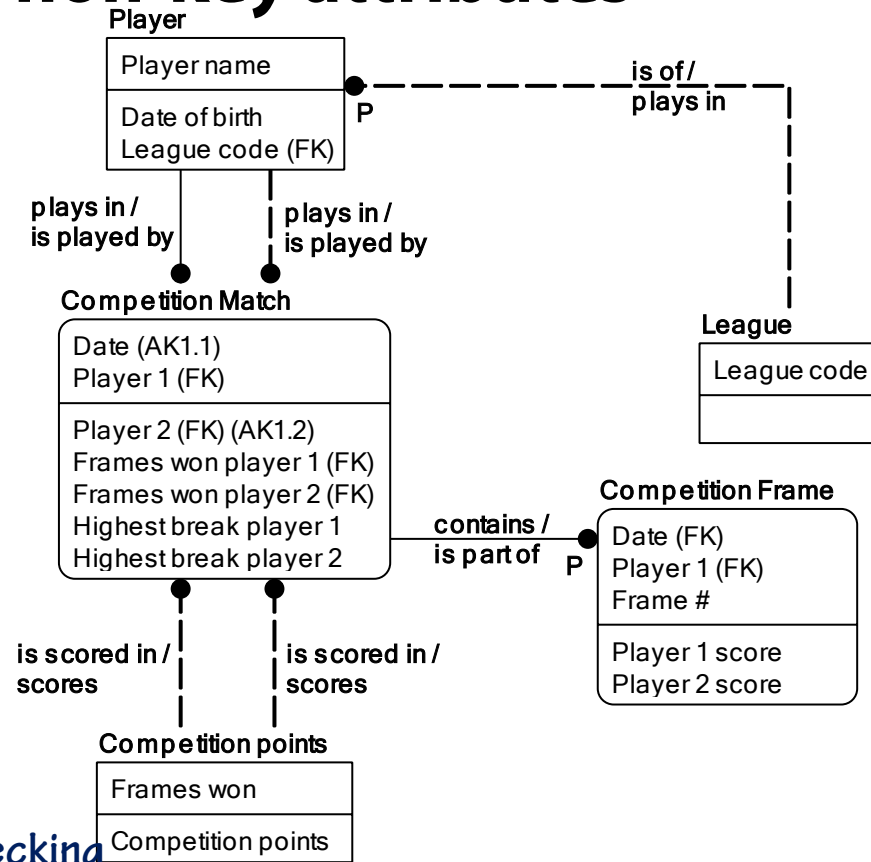 non-key attributes
Player
Player name
Date of birth
League code (FK)
P
is of /
plays in
plays in /
is played by
plays in /
is played by
Competition Match
Date (AK1.1)
Player 1 (FK)
Player 2 (FK) (AK1.2)
Frames won player 1 (FK)
Frames won player 2 (FK)
Highest break player 1
Highest break player 2
League
League code
contains /
is part of
P
Competition Frame
Date (FK)
Player 1 (FK)
Frame #
Player 1 score
Player 2 score
is scored in /
scores
is scored in /
scores
Competition points
Frames won
Competition points
ecking